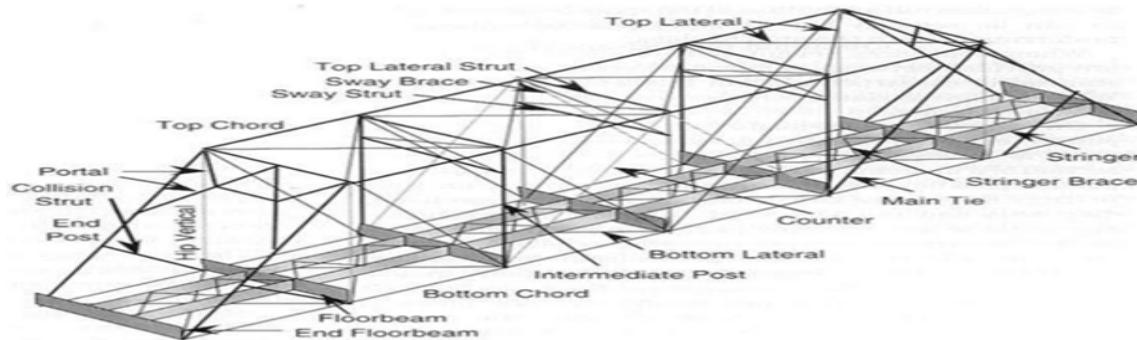 Top Lateral
Top Lateral Strut
Sway Brace
Sway Strut
Top Chord
Portal
Collision
Strut
End
Post
Hip Vertical
Stringer
Stringer Brace
Main Tie
Counter
Bottom Lateral
Intermediate Post
Bottom Chord
Floorbeam
End Floorbeam